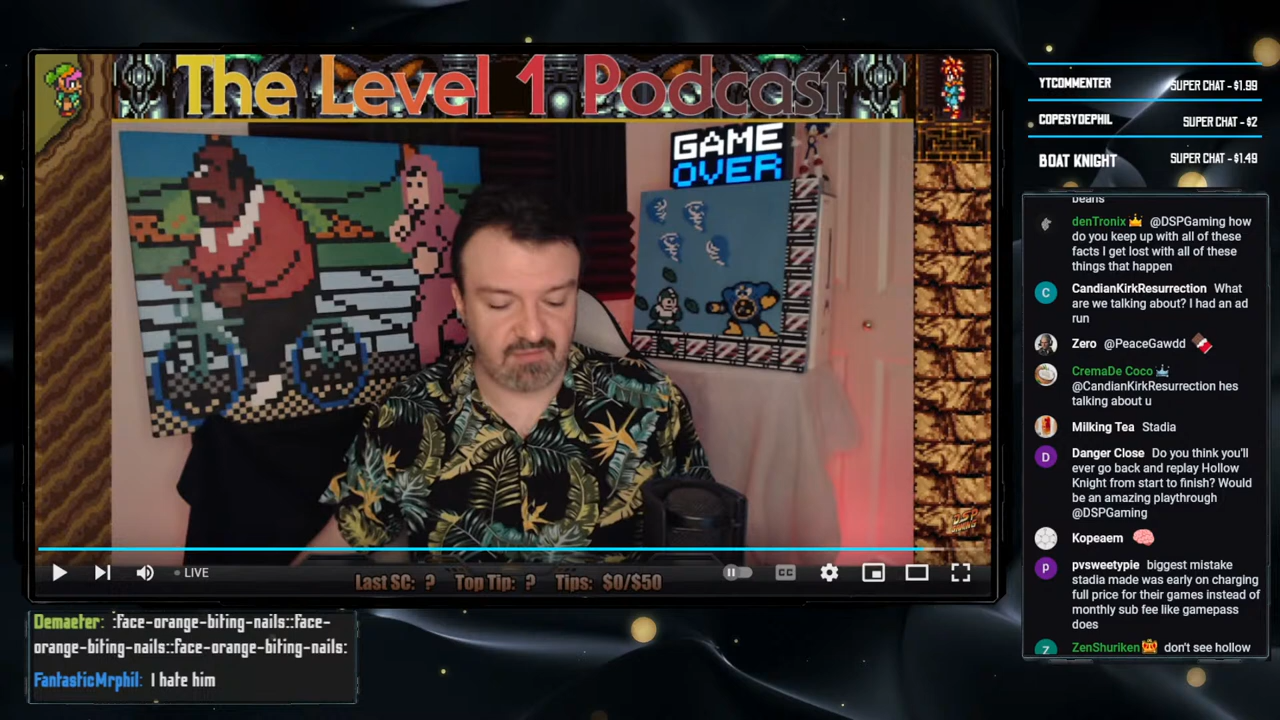 The Level 1 Podcast
GAME
OVER
DSP
GAMING
LIVE
CC
Last SC: ?
Top Tip: ?
Tips: $0/$50
Demaeter: :face-orange-biting-nails::face-
orange-biting-nails::face-orange-biting-nails:
FantasticMrphil: I hate him
YTCOMMENTER SUPER CHAT - $1.99
COPESYDEPHIL SUPER CHAT - $2
BOAT KNIGHT SUPER CHAT - $1.49
beans
denTronix @DSPGaming how
do you keep up with all of these
facts I get lost with all of these
things that happen
C
CandianKirkResurrection What
are we talking about? I had an ad
run
Zero @PeaceGawdd
CremaDe Coco
@CandianKirkResurrection hes
talking about u
Milking Tea Stadia
D
Danger Close Do you think you'll
ever go back and replay Hollow
Knight from start to finish? Would
be an amazing playthrough
@DSPGaming
Kopeaem
p
pvsweetypie biggest mistake
stadia made was early on charging
full price for their games instead of
monthly sub fee like gamepass
does
Z
ZenShuriken don't see hollow